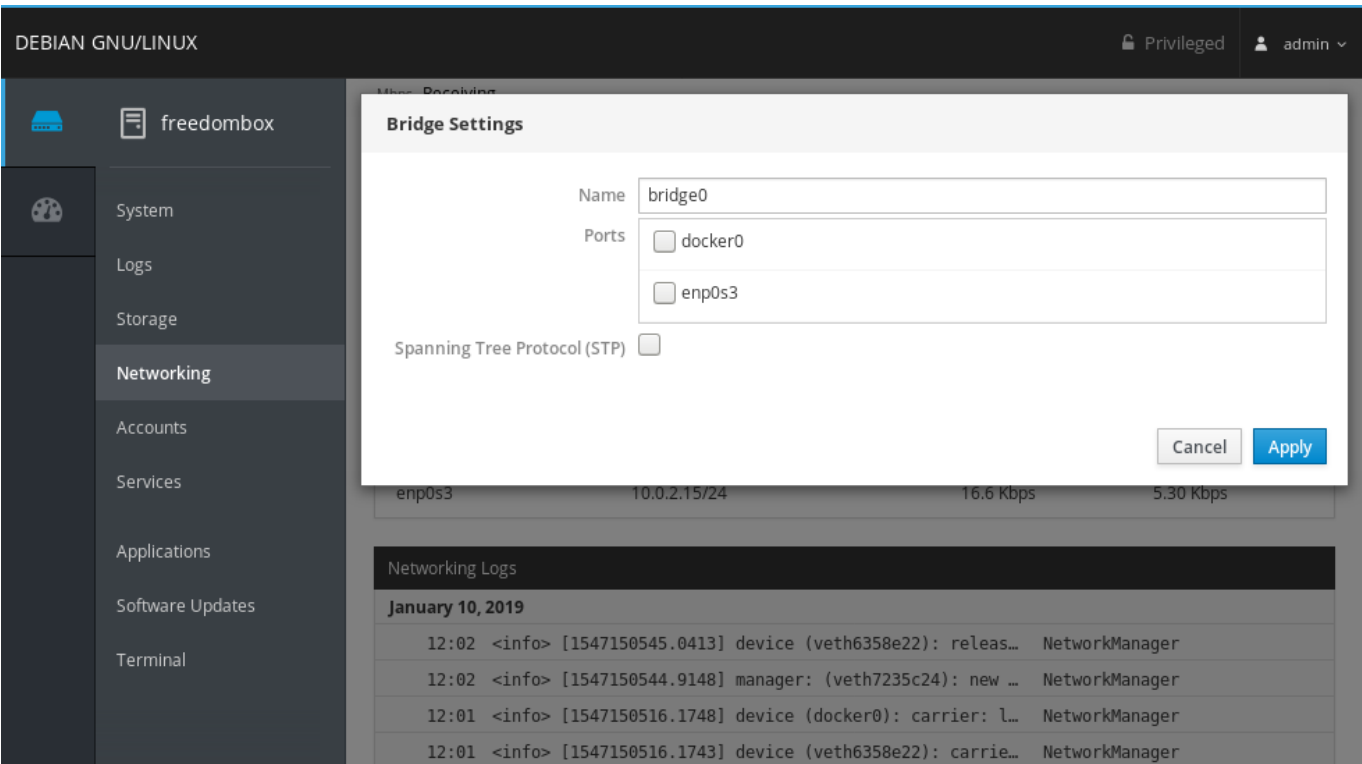 DEBIAN GNU/LINUX
Privileged
admin
freedombox
System
Logs
Storage
Networking
Accounts
Services
Applications
Software Updates
Terminal
Mbps Receiving
Bridge Settings
Name bridge0
Ports docker0
enp0s3
Spanning Tree Protocol (STP)
Cancel Apply
enp0s3 10.0.2.15/24 16.6 Kbps 5.30 Kbps
Networking Logs
January 10, 2019
12:02 <info> [1547150545.0413] device (veth6358e22): releas… NetworkManager
12:02 <info> [1547150544.9148] manager: (veth7235c24): new … NetworkManager
12:01 <info> [1547150516.1748] device (docker0): carrier: l… NetworkManager
12:01 <info> [1547150516.1743] device (veth6358e22): carrie… NetworkManager